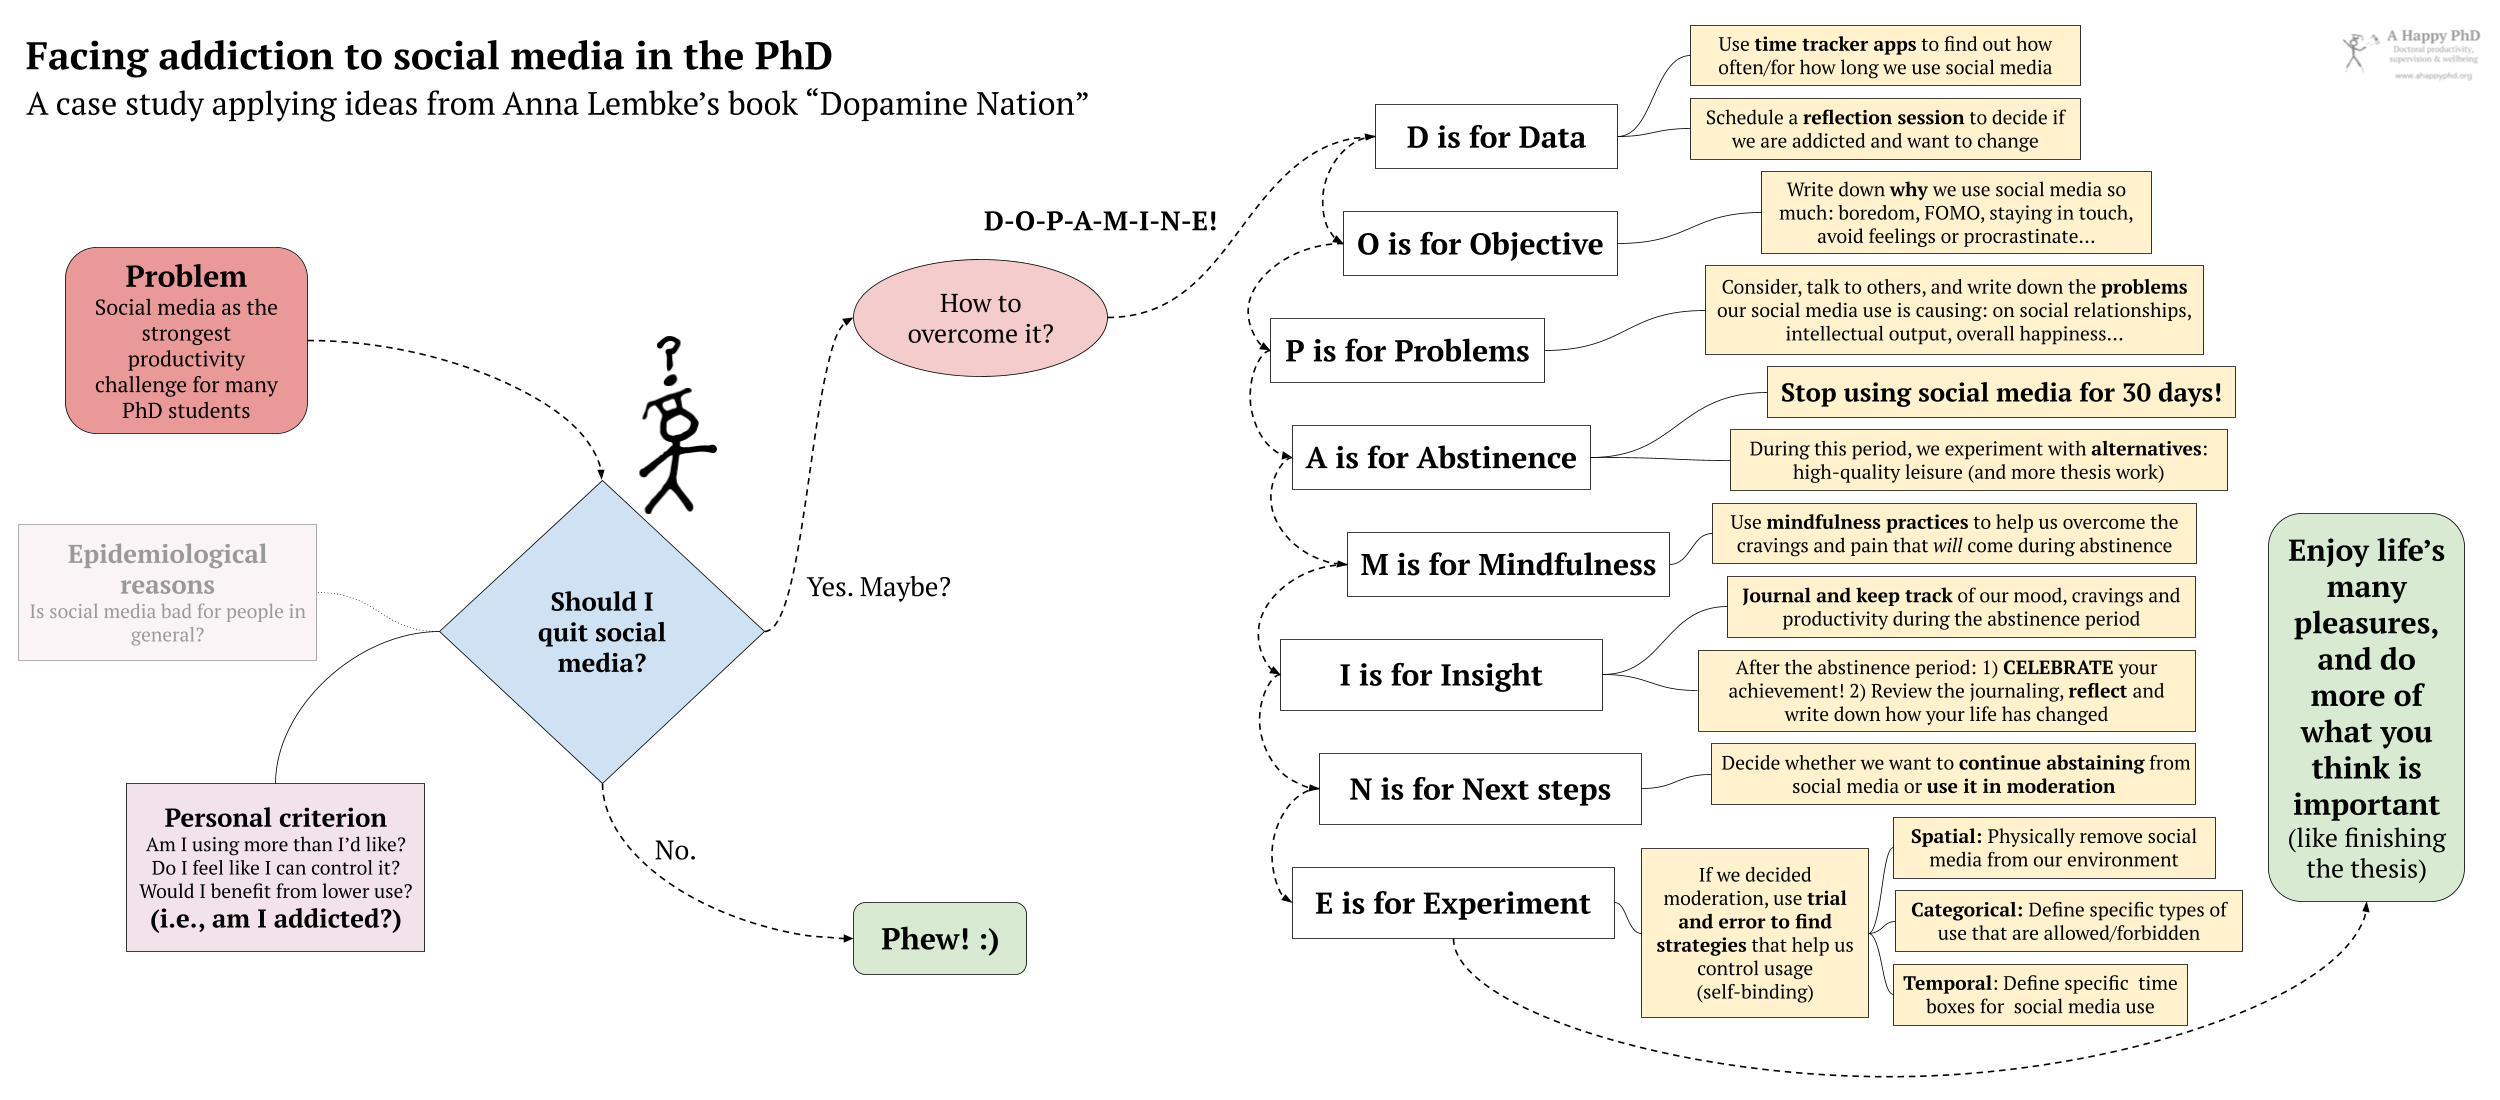 Facing addiction to social media in the PhD
A case study applying ideas from Anna Lembke's book “Dopamine Nation”
A Happy PhD
Doctoral productivity,
supervision & wellbeing
www.ahappyphd.org
Problem
Social media as the
strongest
productivity
challenge for many
PhD students
?
Epidemiological
reasons
Is social media bad for people in
general?
Should I
quit social
media?
Personal criterion
Am I using more than I'd like?
Do I feel like I can control it?
Would I benefit from lower use?
(i.e., am I addicted?)
No.
Phew! :)
Yes. Maybe?
How to
overcome it?
D-O-P-A-M-I-N-E!
D is for Data
Use time tracker apps to find out how
often/for how long we use social media
Schedule a reflection session to decide if
we are addicted and want to change
O is for Objective
Write down why we use social media so
much: boredom, FOMO, staying in touch,
avoid feelings or procrastinate...
P is for Problems
Consider, talk to others, and write down the problems
our social media use is causing: on social relationships,
intellectual output, overall happiness...
A is for Abstinence
Stop using social media for 30 days!
During this period, we experiment with alternatives:
high-quality leisure (and more thesis work)
M is for Mindfulness
Use mindfulness practices to help us overcome the
cravings and pain that will come during abstinence
I is for Insight
Journal and keep track of our mood, cravings and
productivity during the abstinence period
After the abstinence period: 1) CELEBRATE your
achievement! 2) Review the journaling, reflect and
write down how your life has changed
N is for Next steps
Decide whether we want to continue abstaining from
social media or use it in moderation
E is for Experiment
If we decided
moderation, use trial
and error to find
strategies that help us
control usage
(self-binding)
Spatial: Physically remove social
media from our environment
Categorical: Define specific types of
use that are allowed/forbidden
Temporal: Define specific time
boxes for social media use
Enjoy life's
many
pleasures,
and do
more of
what you
think is
important
(like finishing
the thesis)